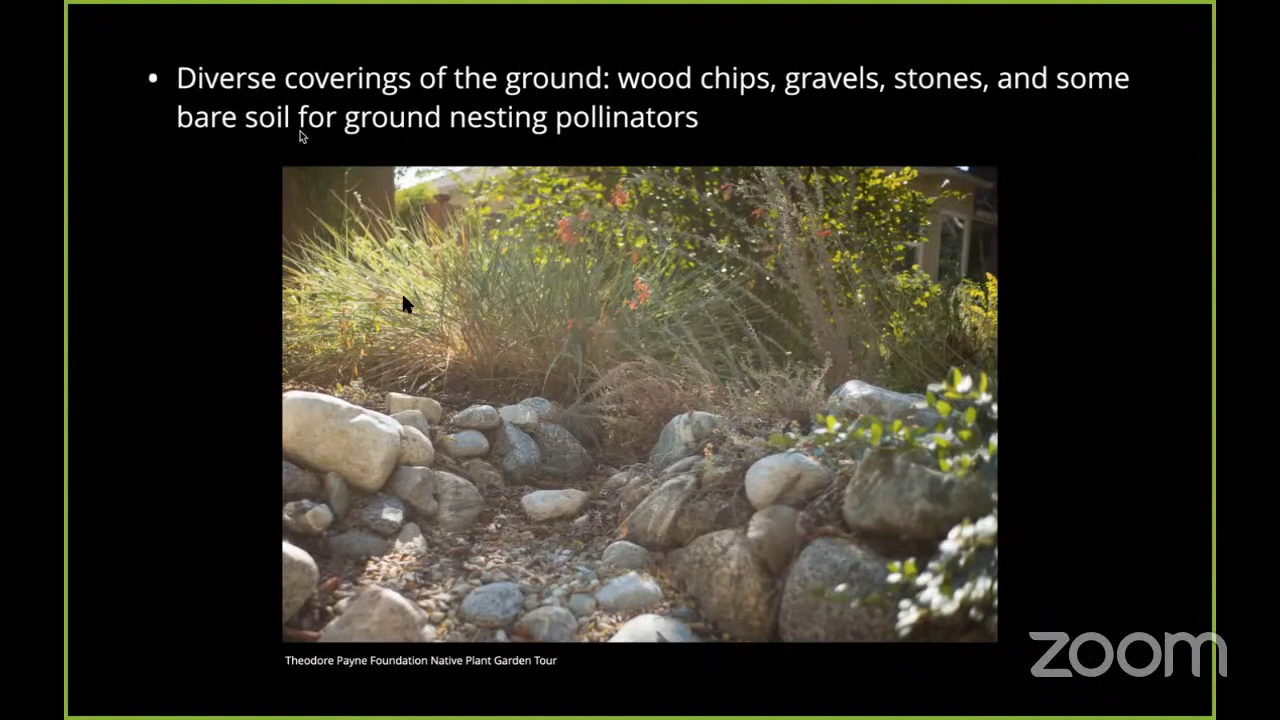 • Diverse coverings of the ground: wood chips, gravels, stones, and some
bare soil for ground nesting pollinators
Theodore Payne Foundation Native Plant Garden Tour
zoom